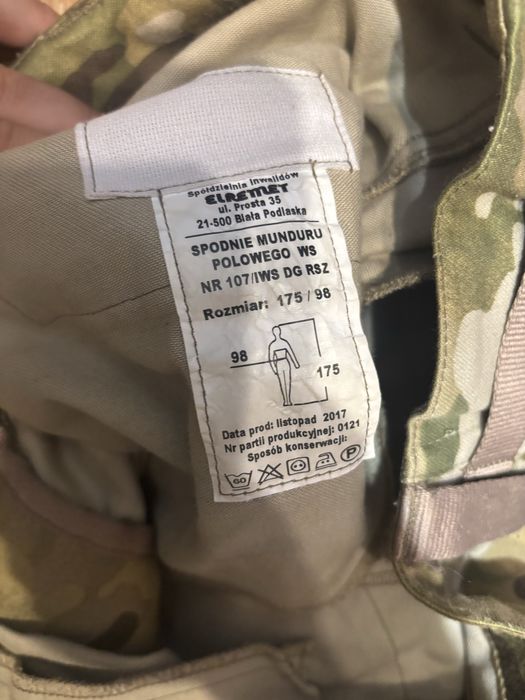 Spółdzielnia Inwalidów
ELREMET
ul. Prosta 35
21-500 Biała Podlaska
SPODNIE MUNDURU
POLOWEGO WS
NR 107/IWS DG RSZ
Rozmiar: 175 / 98
98
175
Data prod: listopad 2017
Nr partii produkcyjnej: 0121
Sposób konserwacji:
60 P